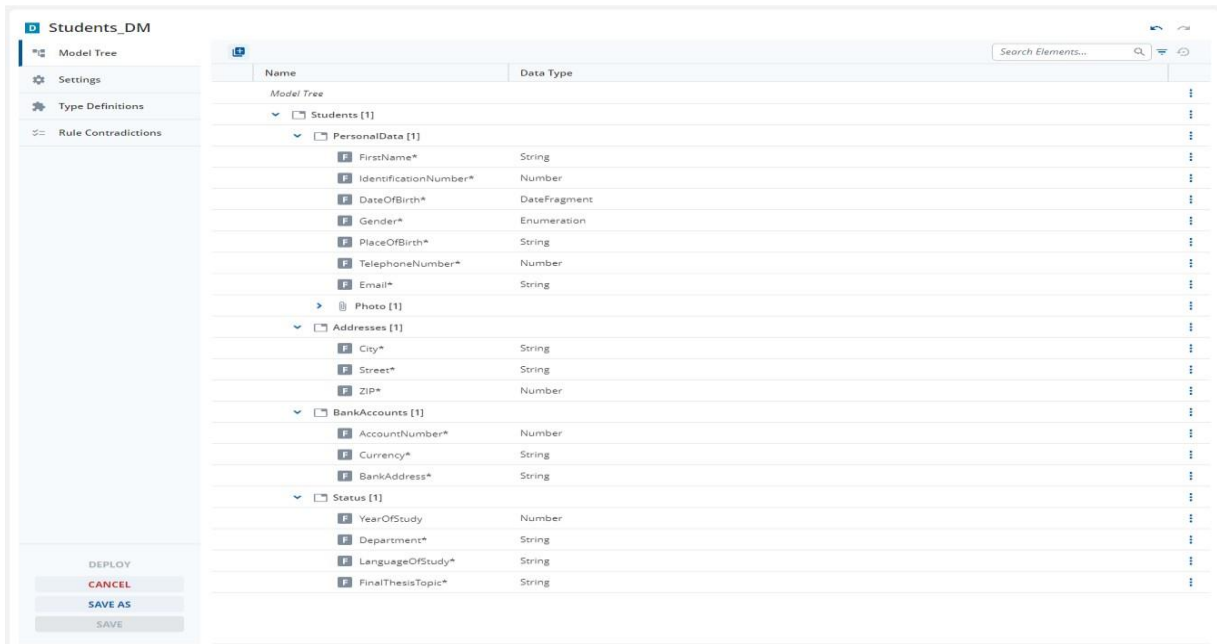 D Students_DM
Model Tree
Settings
Type Definitions
Rule Contradictions
DEPLOY
CANCEL
SAVE AS
SAVE
Search Elements...
Name Data Type
Model Tree
Students [1]
PersonalData [1]
F FirstName* String
F IdentificationNumber* Number
F DateOfBirth* DateFragment
F Gender* Enumeration
F PlaceOfBirth* String
F TelephoneNumber* Number
F Email* String
Photo [1]
Addresses [1]
F City* String
F Street* String
F ZIP* Number
BankAccounts [1]
F AccountNumber* Number
F Currency* String
F BankAddress* String
Status [1]
F YearOfStudy Number
F Department* String
F LanguageOfStudy* String
F FinalThesisTopic* String